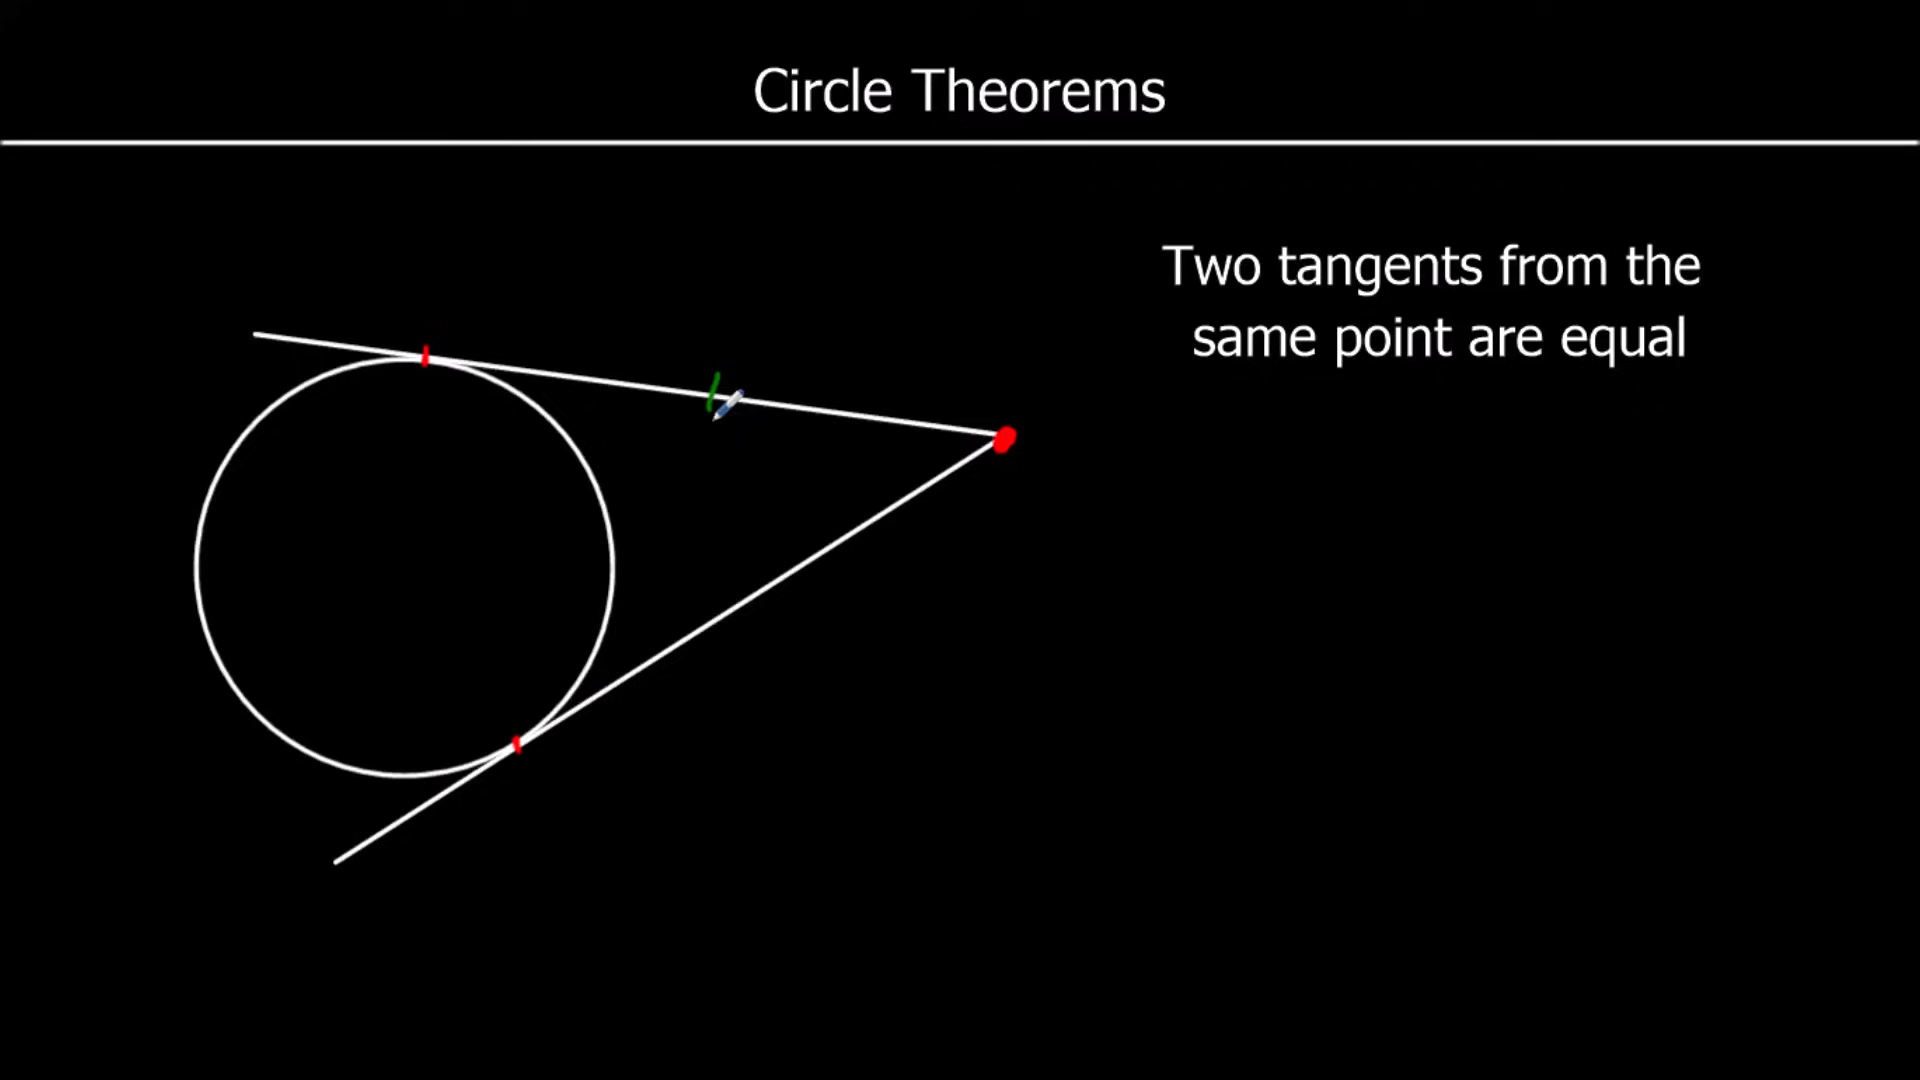 Circle Theorems
Two tangents from the
same point are equal